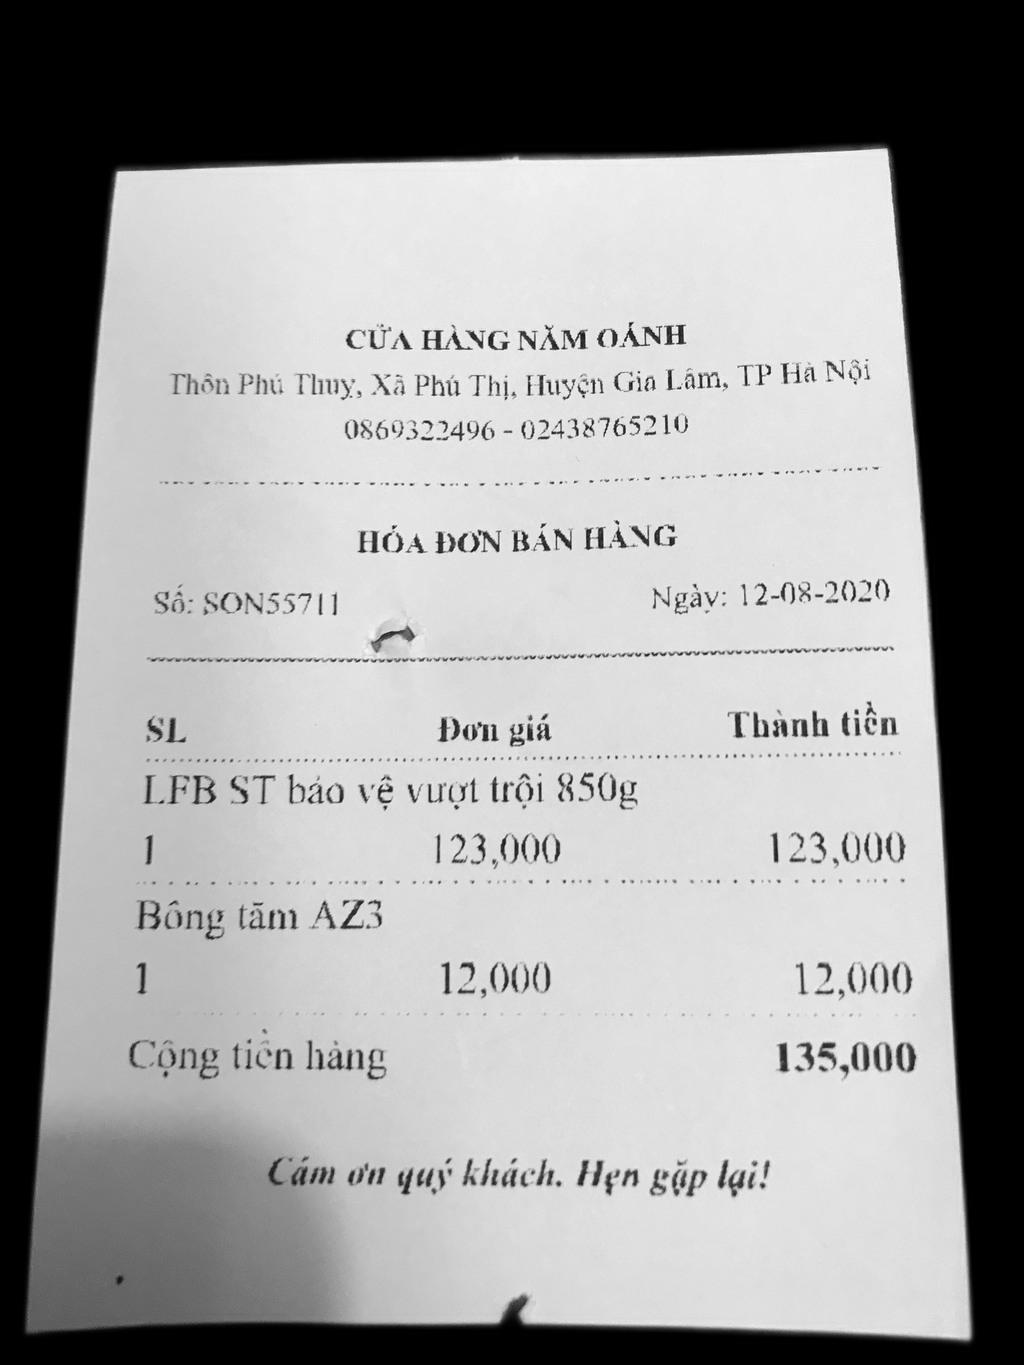 CỬA HÀNG NĂM OÁNH
Thôn Phú Thuỵ, Xã Phú Thị, Huyện Gia Lâm, TP Hà Nội
0869322496 - 02438765210
HÓA ĐƠN BÁN HÀNG
Số: SON55711 Ngày: 12-08-2020
SL Đơn giá Thành tiền
LFB ST bảo vệ vượt trội 850g
1 123,000 123,000
Bông tăm AZ3
1 12,000 12,000
Cộng tiền hàng 135,000
Cảm ơn quý khách. Hẹn gặp lại!